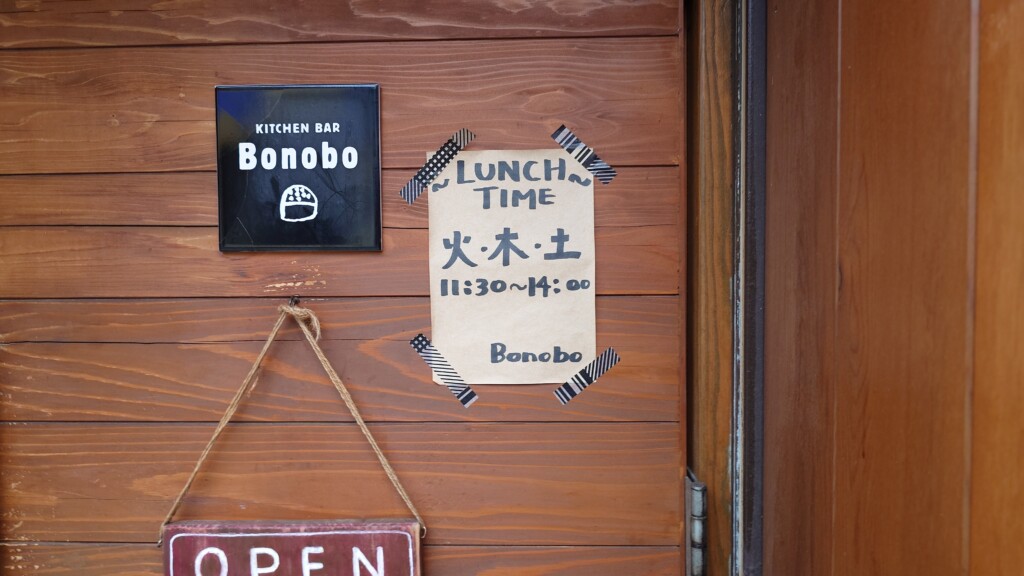 KITCHEN BAR
Bonobo
~LUNCH~
TIME
火・木・土
11:30~14:00
Bonobo
OPEN